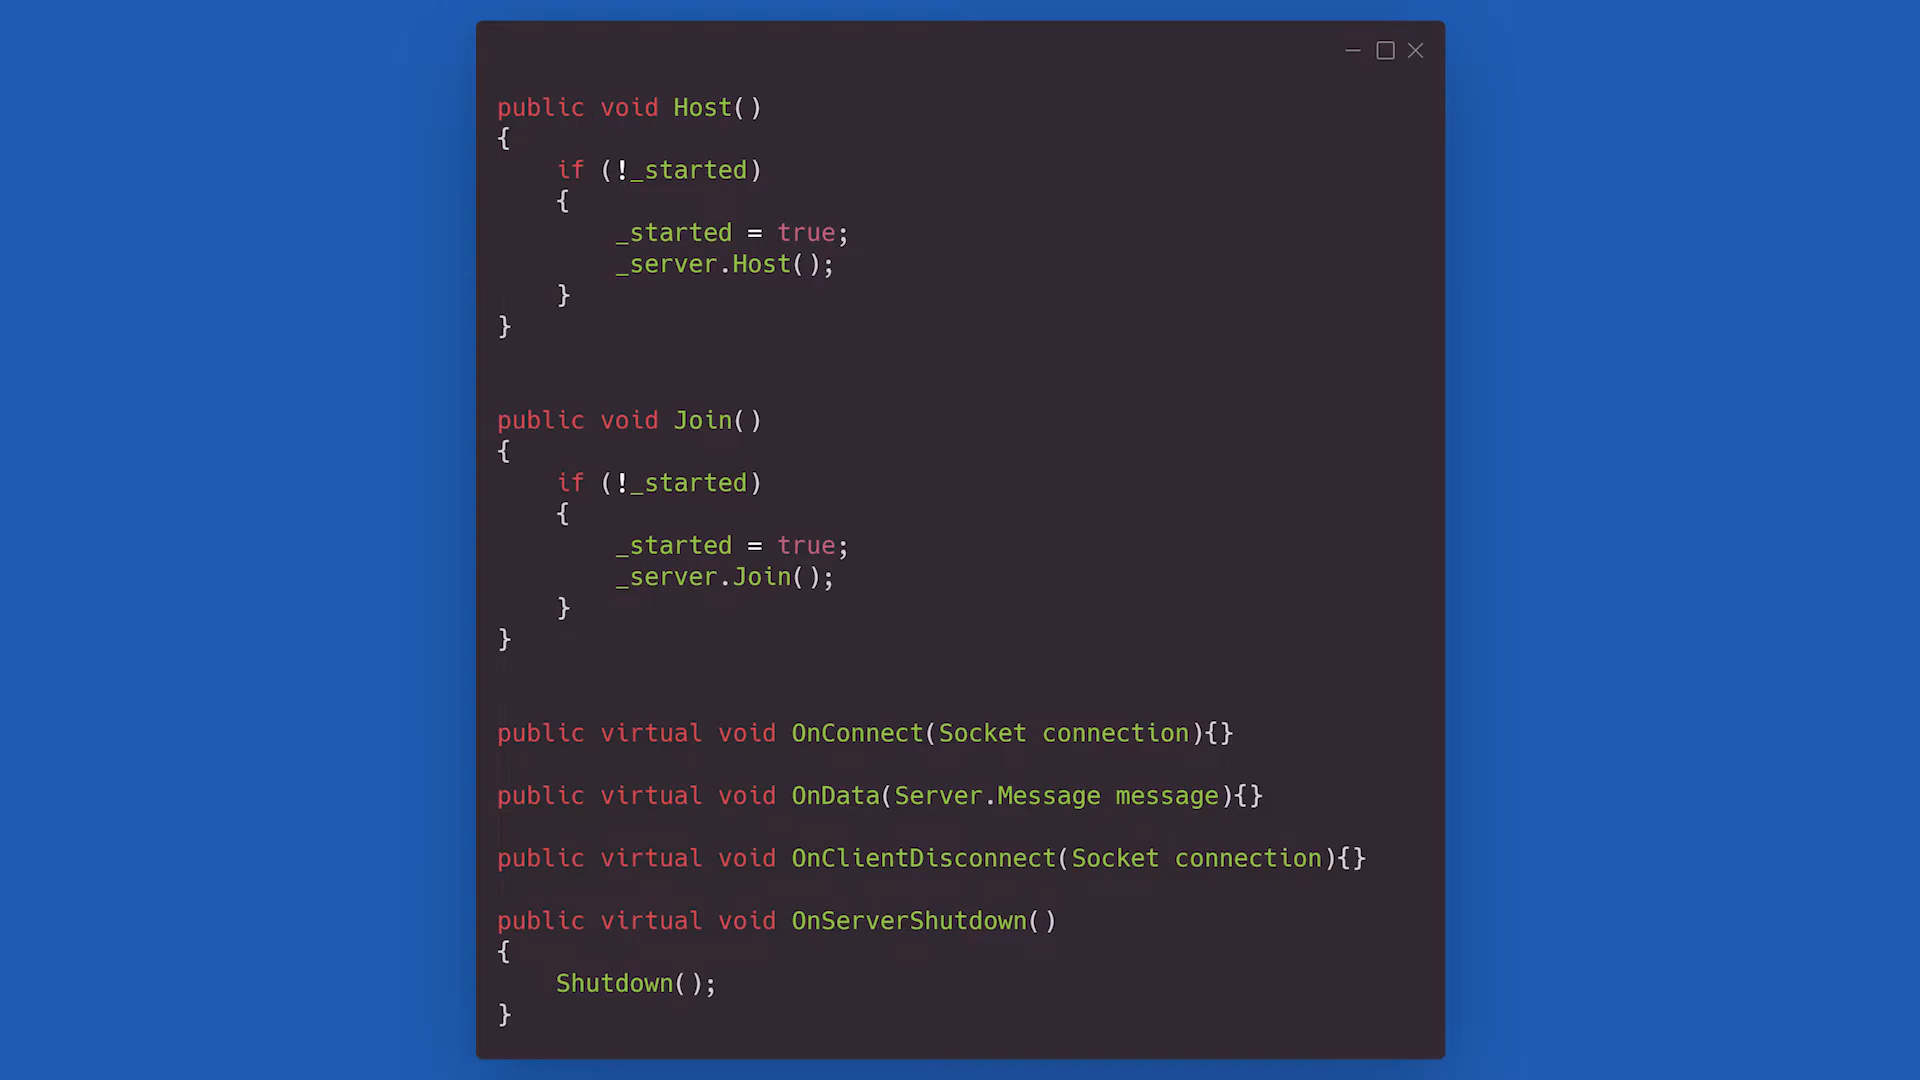 public void Host()
{
    if (!_started)
    {
        _started = true;
        _server.Host();
    }
}
public void Join()
{
    if (!_started)
    {
        _started = true;
        _server.Join();
    }
}
public virtual void OnConnect(Socket connection){}
public virtual void OnData(Server.Message message){}
public virtual void OnClientDisconnect(Socket connection){}
public virtual void OnServerShutdown()
{
    Shutdown();
}